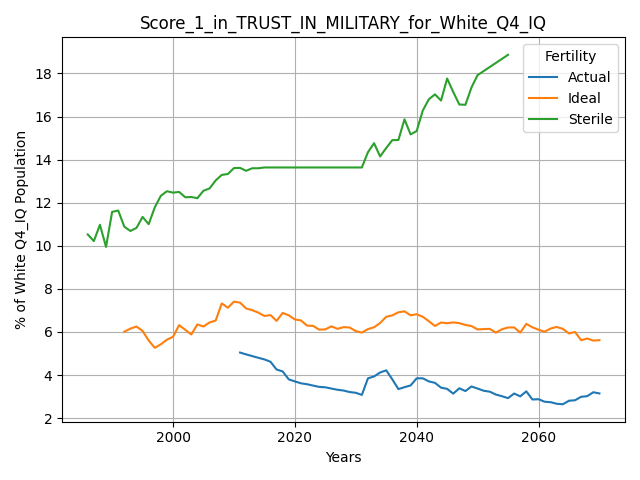 Score_1_in_TRUST_IN_MILITARY_for_White_Q4_IQ
Fertility
Actual
Ideal
Sterile
% of White Q4_IQ Population
18
16
14
12
10
8
6
4
2
2000
2020
2040
2060
Years